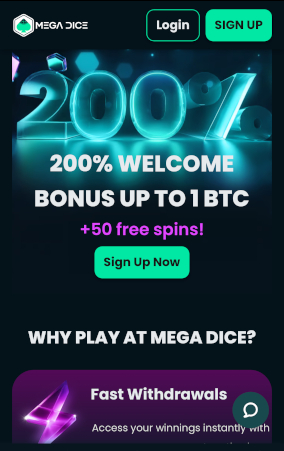 MEGA DICE
Login
SIGN UP
200%
200% WELCOME
BONUS UP TO 1 BTC
+50 free spins!
Sign Up Now
WHY PLAY AT MEGA DICE?
Fast Withdrawals
Access your winnings instantly with